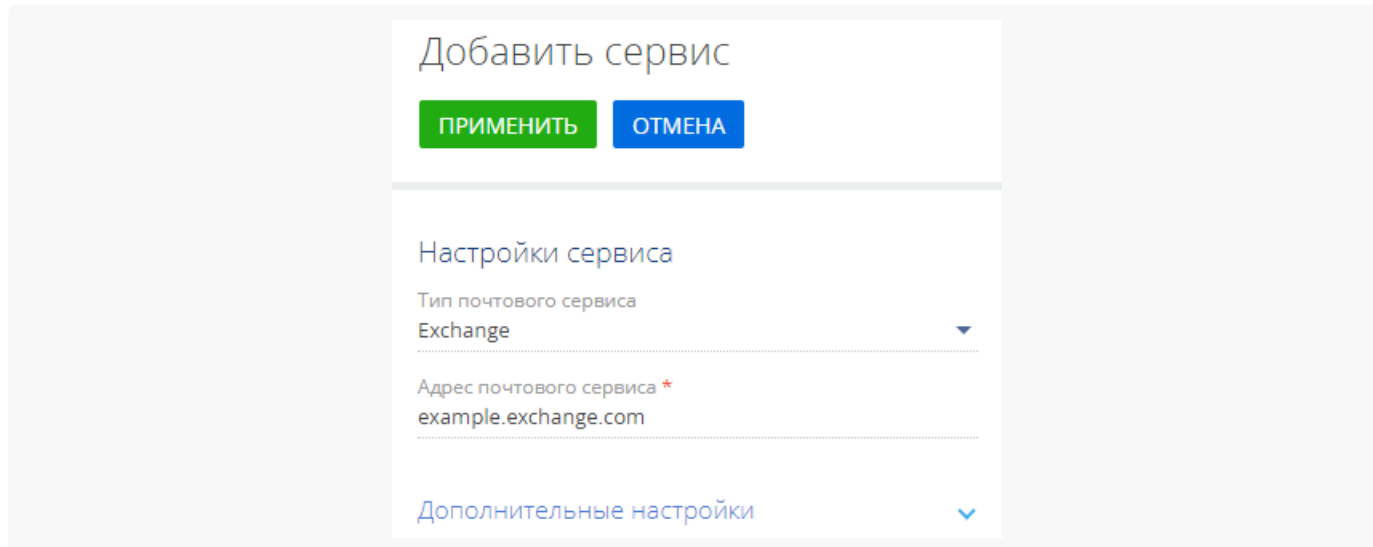 Добавить сервис
ПРИМЕНИТЬ ОТМЕНА
Настройки сервиса
Тип почтового сервиса
Exchange
Адрес почтового сервиса *
example.exchange.com
Дополнительные настройки